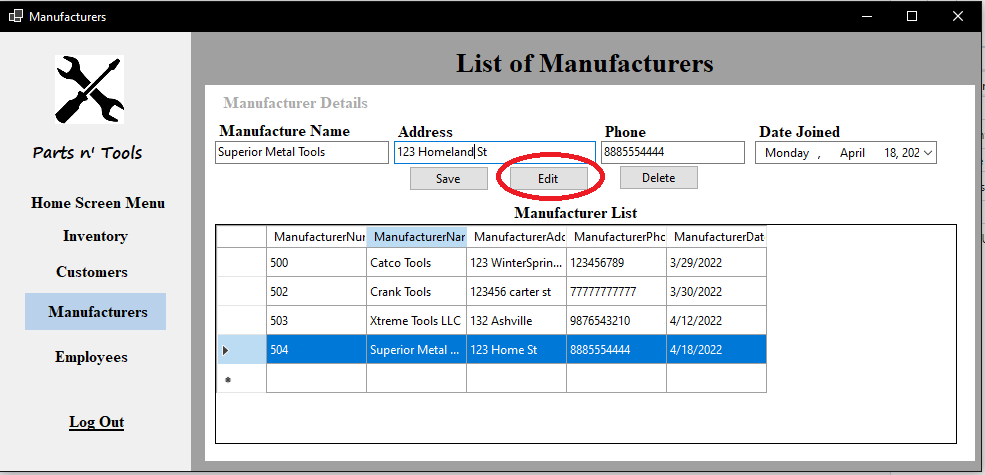 Manufacturers
List of Manufacturers
Parts n' Tools
Home Screen Menu
Inventory
Customers
Manufacturers
Employees
Log Out
Manufacturer Details
Manufacture Name Address Phone Date Joined
Superior Metal Tools 123 Homeland St 8885554444 Monday , April 18, 202
Save Edit Delete
Manufacturer List
ManufacturerNur ManufacturerNar ManufacturerAdd ManufacturerPho ManufacturerDat
500 Catco Tools 123 WinterSprin... 123456789 3/29/2022
502 Crank Tools 123456 carter st 77777777777 3/30/2022
503 Xtreme Tools LLC 132 Ashville 9876543210 4/12/2022
504 Superior Metal ... 123 Home St 8885554444 4/18/2022